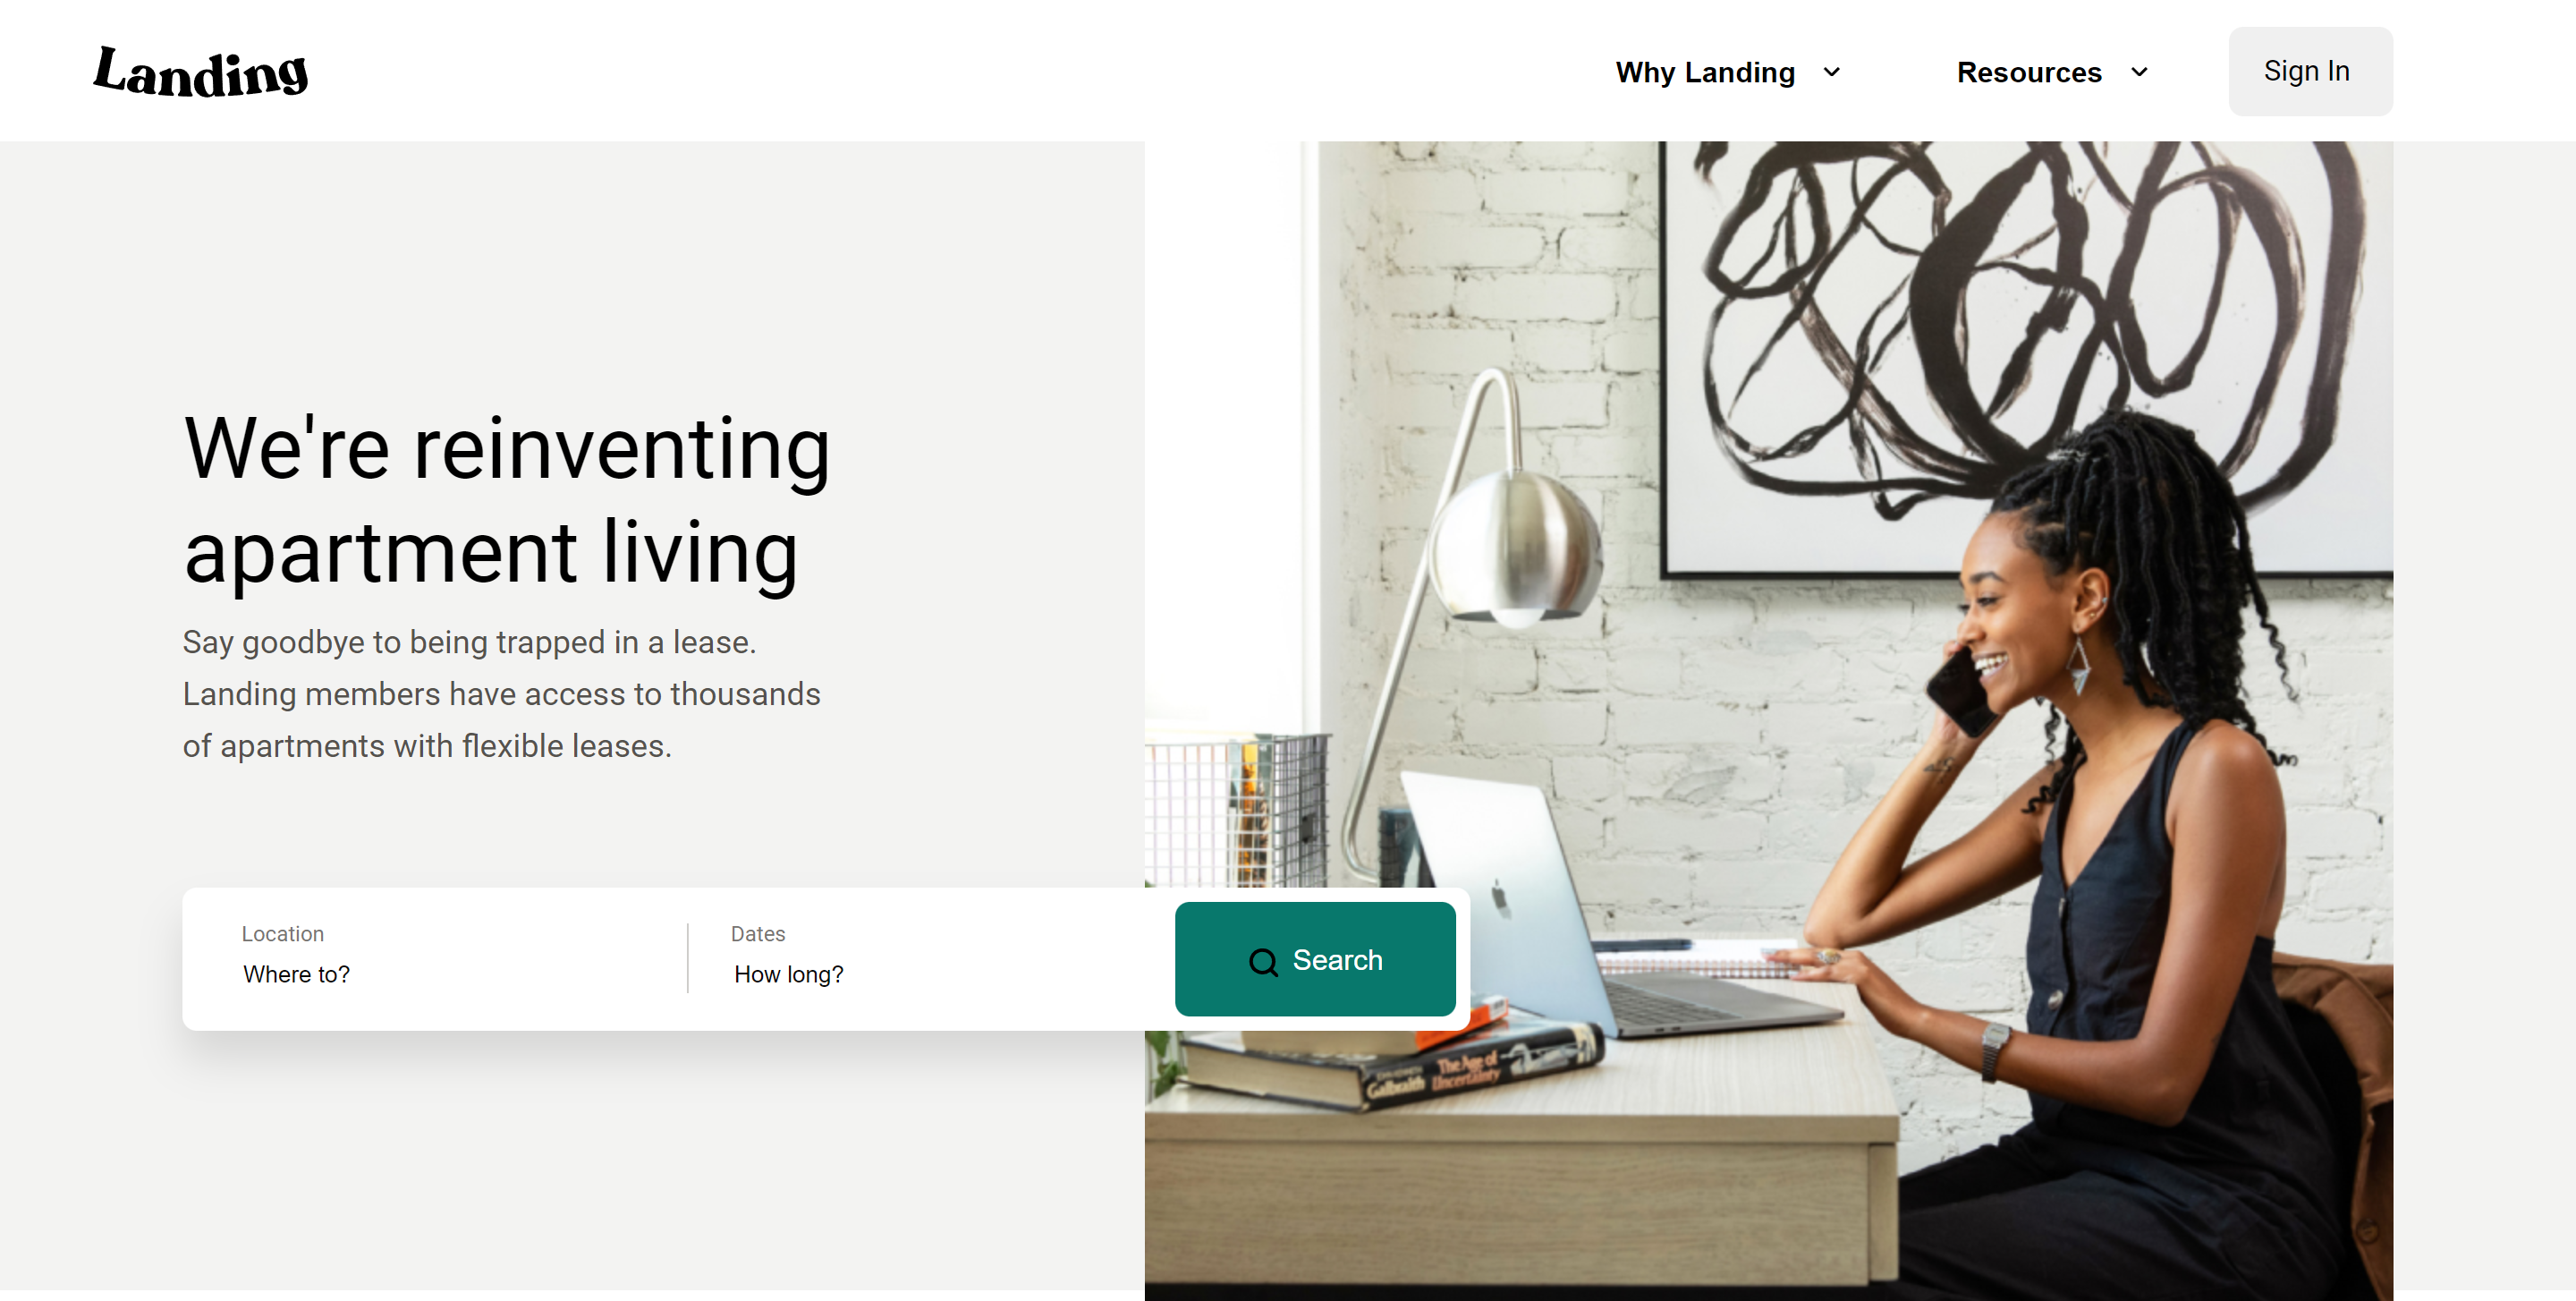 Landing
Why Landing
Resources
Sign In
We're reinventing
apartment living
Say goodbye to being trapped in a lease.
Landing members have access to thousands
of apartments with flexible leases.
Location
Where to?
Dates
How long?
Search
Galbraith
The Age of
Uncertainty